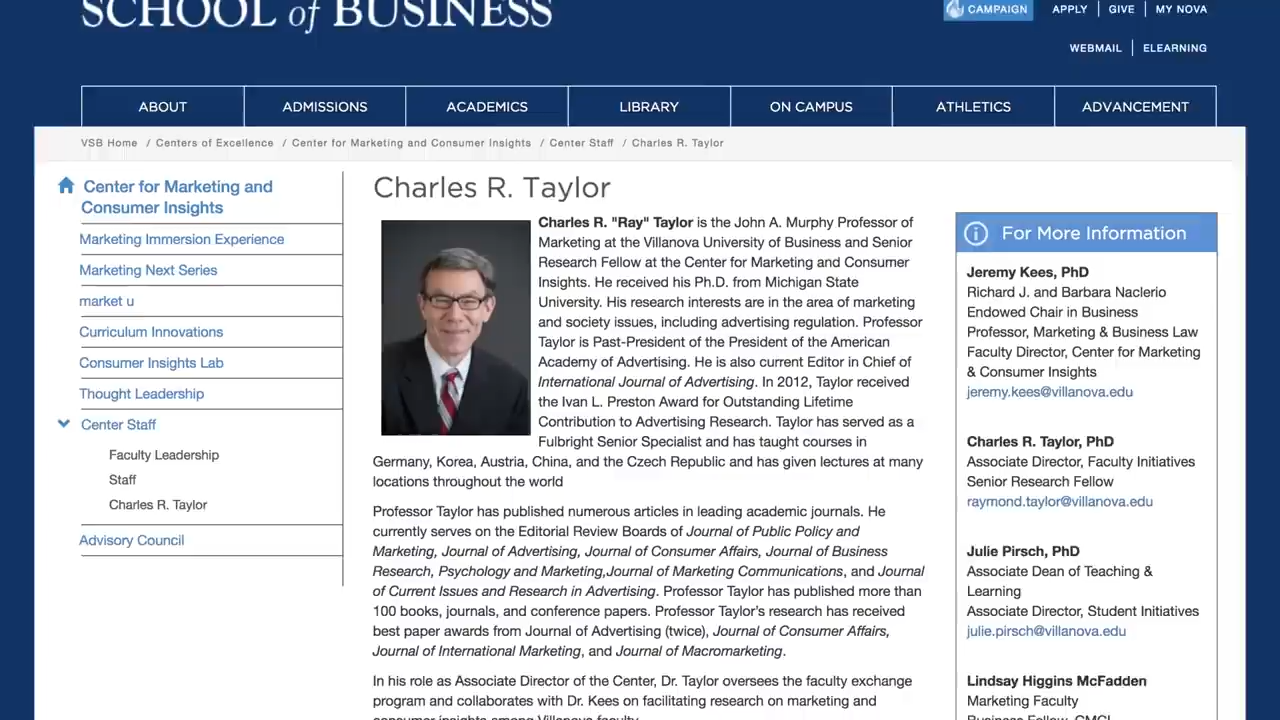 SCHOOL of BUSINESS
CAMPAIGN
APPLY
GIVE
MY NOVA
WEBMAIL
ELEARNING
ABOUT
ADMISSIONS
ACADEMICS
LIBRARY
ON CAMPUS
ATHLETICS
ADVANCEMENT
VSB Home / Centers of Excellence / Center for Marketing and Consumer Insights / Center Staff / Charles R. Taylor
Center for Marketing and
Consumer Insights
Marketing Immersion Experience
Marketing Next Series
market u
Curriculum Innovations
Consumer Insights Lab
Thought Leadership
Center Staff
Faculty Leadership
Staff
Charles R. Taylor
Advisory Council
Charles R. Taylor
Charles R. "Ray" Taylor is the John A. Murphy Professor of
Marketing at the Villanova University of Business and Senior
Research Fellow at the Center for Marketing and Consumer
Insights. He received his Ph.D. from Michigan State
University. His research interests are in the area of marketing
and society issues, including advertising regulation. Professor
Taylor is Past-President of the President of the American
Academy of Advertising. He is also current Editor in Chief of
International Journal of Advertising. In 2012, Taylor received
the Ivan L. Preston Award for Outstanding Lifetime
Contribution to Advertising Research. Taylor has served as a
Fulbright Senior Specialist and has taught courses in
Germany, Korea, Austria, China, and the Czech Republic and has given lectures at many
locations throughout the world
Professor Taylor has published numerous articles in leading academic journals. He
currently serves on the Editorial Review Boards of Journal of Public Policy and
Marketing, Journal of Advertising, Journal of Consumer Affairs, Journal of Business
Research, Psychology and Marketing,Journal of Marketing Communications, and Journal
of Current Issues and Research in Advertising. Professor Taylor has published more than
100 books, journals, and conference papers. Professor Taylor's research has received
best paper awards from Journal of Advertising (twice), Journal of Consumer Affairs,
Journal of International Marketing, and Journal of Macromarketing.
In his role as Associate Director of the Center, Dr. Taylor oversees the faculty exchange
program and collaborates with Dr. Kees on facilitating research on marketing and
consumer insights among Villanova faculty.
For More Information
Jeremy Kees, PhD
Richard J. and Barbara Naclerio
Endowed Chair in Business
Professor, Marketing & Business Law
Faculty Director, Center for Marketing
& Consumer Insights
jeremy.kees@villanova.edu
Charles R. Taylor, PhD
Associate Director, Faculty Initiatives
Senior Research Fellow
raymond.taylor@villanova.edu
Julie Pirsch, PhD
Associate Dean of Teaching &
Learning
Associate Director, Student Initiatives
julie.pirsch@villanova.edu
Lindsay Higgins McFadden
Marketing Faculty
Business Fellow, CMCI